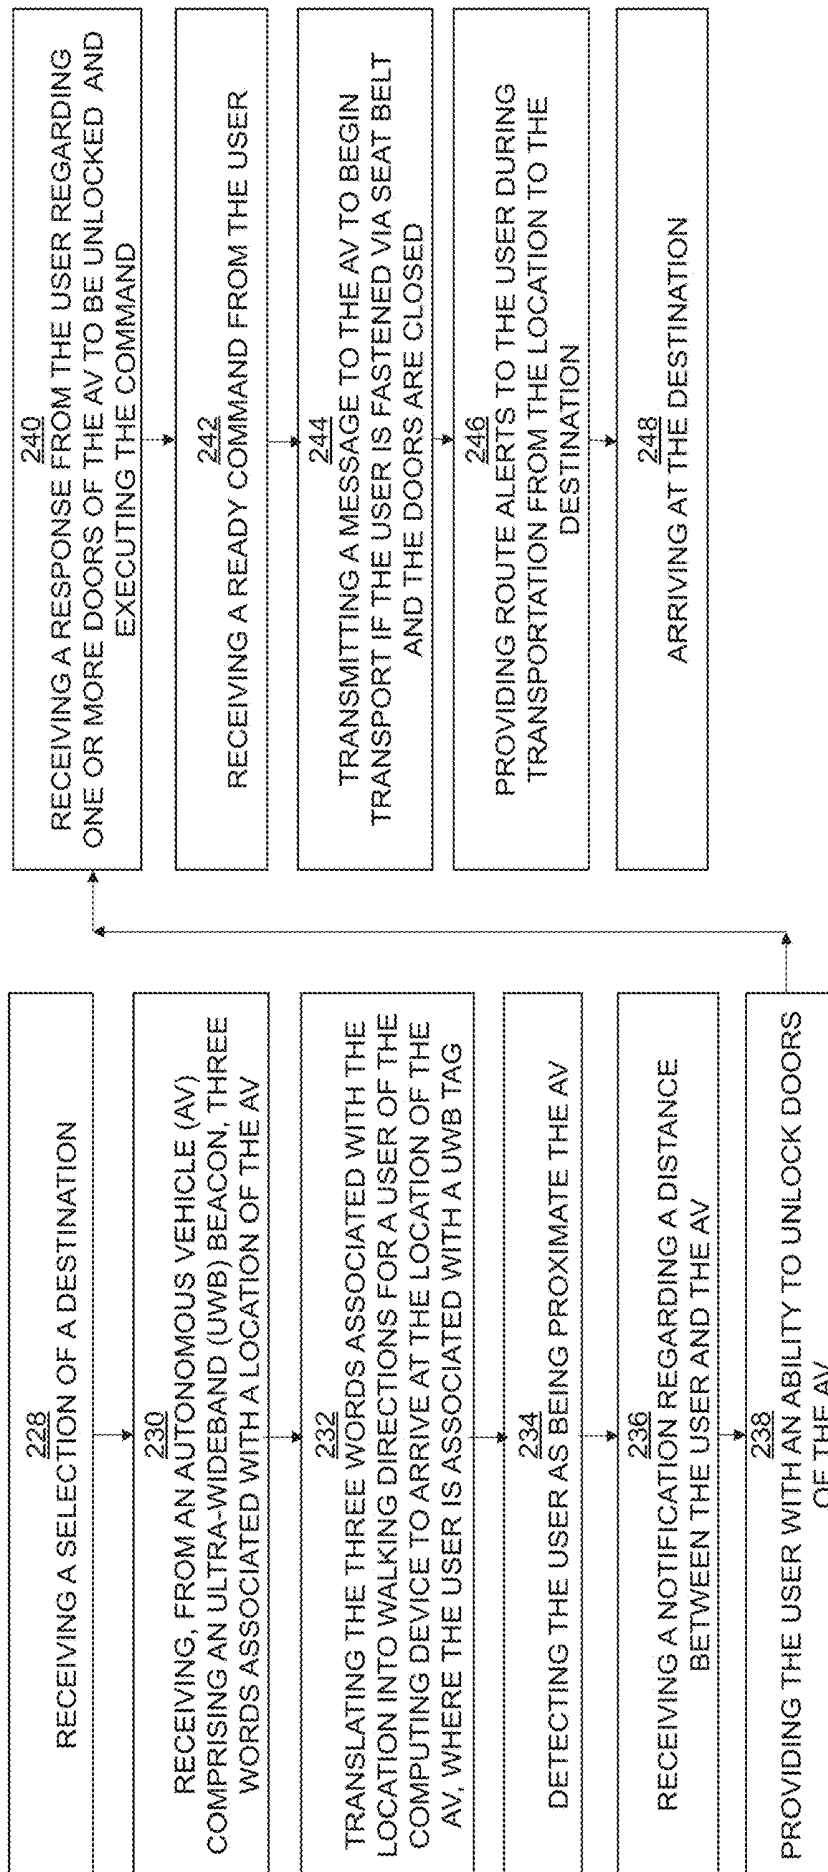 228
RECEIVING A SELECTION OF A DESTINATION
230
RECEIVING, FROM AN AUTONOMOUS VEHICLE (AV)
COMPRISING AN ULTRA-WIDEBAND (UWB) BEACON, THREE
WORDS ASSOCIATED WITH A LOCATION OF THE AV
232
TRANSLATING THE THREE WORDS ASSOCIATED WITH THE
LOCATION INTO WALKING DIRECTIONS FOR A USER OF THE
COMPUTING DEVICE TO ARRIVE AT THE LOCATION OF THE
AV, WHERE THE USER IS ASSOCIATED WITH A UWB TAG
234
DETECTING THE USER AS BEING PROXIMATE THE AV
236
RECEIVING A NOTIFICATION REGARDING A DISTANCE
BETWEEN THE USER AND THE AV
238
PROVIDING THE USER WITH AN ABILITY TO UNLOCK DOORS
OF THE AV
240
RECEIVING A RESPONSE FROM THE USER REGARDING
ONE OR MORE DOORS OF THE AV TO BE UNLOCKED AND
EXECUTING THE COMMAND
242
RECEIVING A READY COMMAND FROM THE USER
244
TRANSMITTING A MESSAGE TO THE AV TO BEGIN
TRANSPORT IF THE USER IS FASTENED VIA SEAT BELT
AND THE DOORS ARE CLOSED
246
PROVIDING ROUTE ALERTS TO THE USER DURING
TRANSPORTATION FROM THE LOCATION TO THE
DESTINATION
248
ARRIVING AT THE DESTINATION